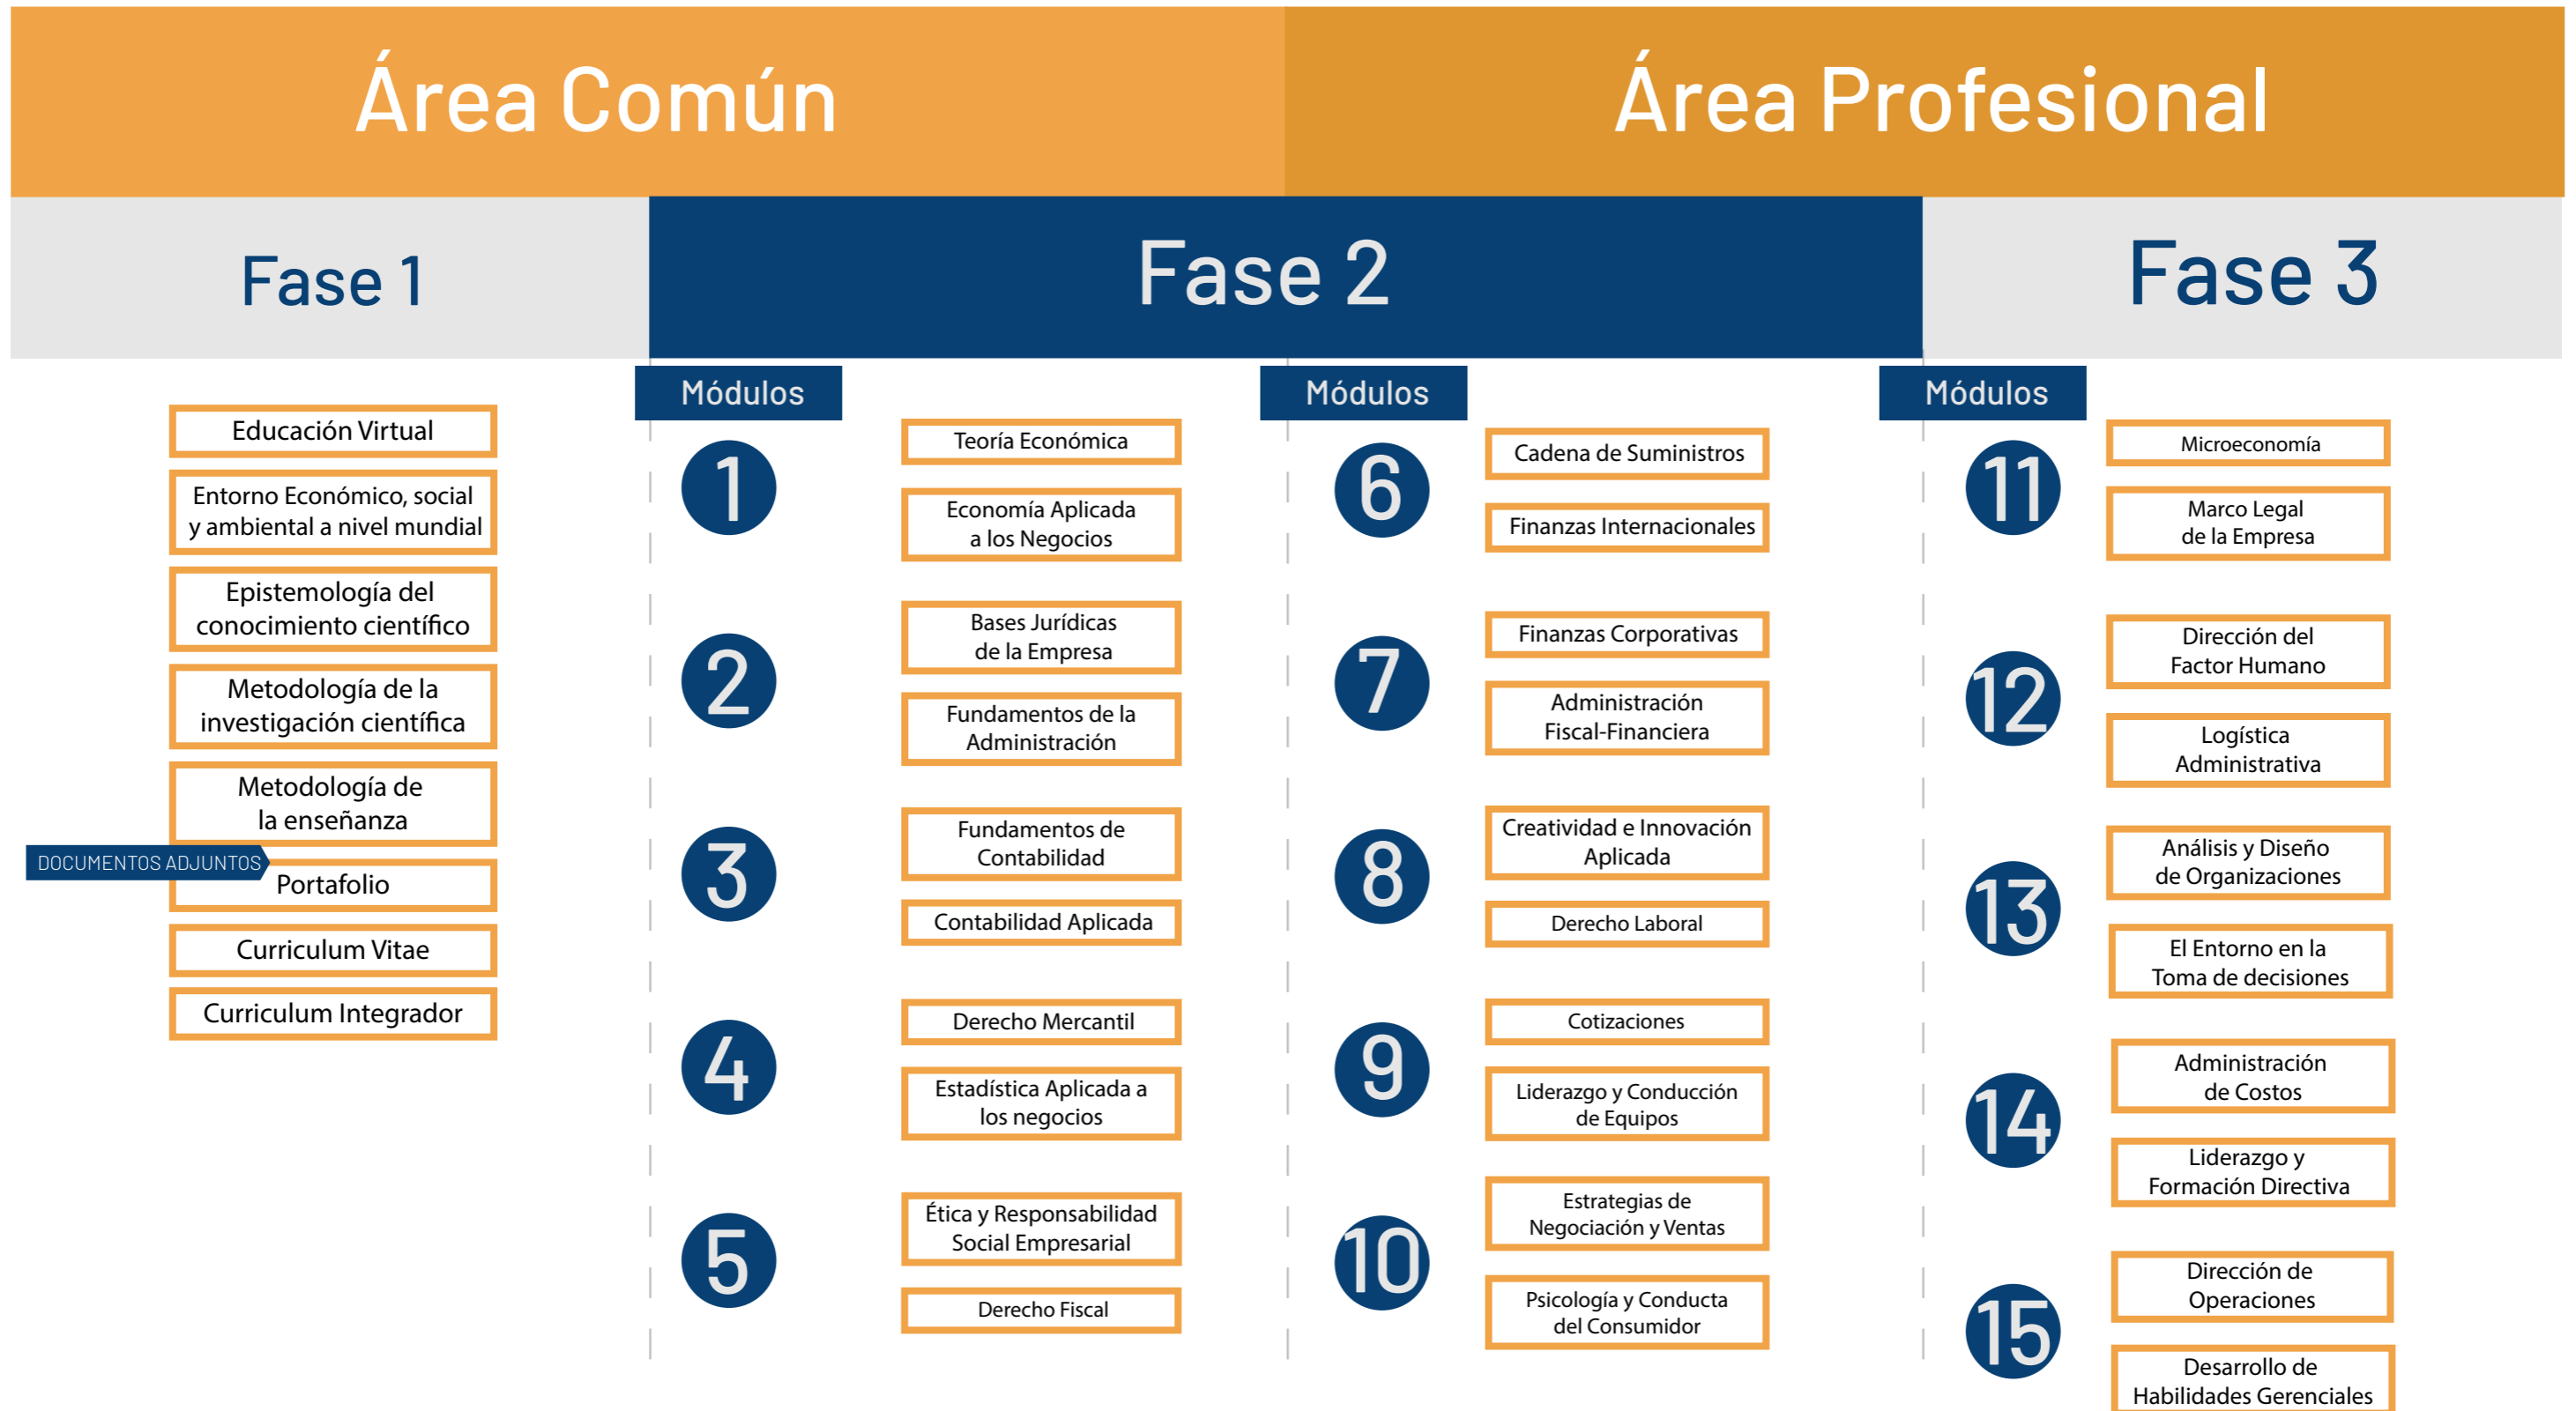 Área Común
Área Profesional
Fase 1
Fase 2
Fase 3
Educación Virtual
Entorno Económico, social
y ambiental a nivel mundial
Epistemología del
conocimiento científico
Metodología de la
investigación científica
Metodología de
la enseñanza
DOCUMENTOS ADJUNTOS
Portafolio
Curriculum Vitae
Curriculum Integrador
Módulos
1
Teoría Económica
Economía Aplicada
a los Negocios
2
Bases Jurídicas
de la Empresa
Fundamentos de la
Administración
3
Fundamentos de
Contabilidad
Contabilidad Aplicada
4
Derecho Mercantil
Estadística Aplicada a
los negocios
5
Ética y Responsabilidad
Social Empresarial
Derecho Fiscal
Módulos
6
Cadena de Suministros
Finanzas Internacionales
7
Finanzas Corporativas
Administración
Fiscal-Financiera
8
Creatividad e Innovación
Aplicada
Derecho Laboral
9
Cotizaciones
Liderazgo y Conducción
de Equipos
10
Estrategias de
Negociación y Ventas
Psicología y Conducta
del Consumidor
Módulos
11
Microeconomía
Marco Legal
de la Empresa
12
Dirección del
Factor Humano
Logística
Administrativa
13
Análisis y Diseño
de Organizaciones
El Entorno en la
Toma de decisiones
14
Administración
de Costos
Liderazgo y
Formación Directiva
15
Dirección de
Operaciones
Desarrollo de
Habilidades Gerenciales